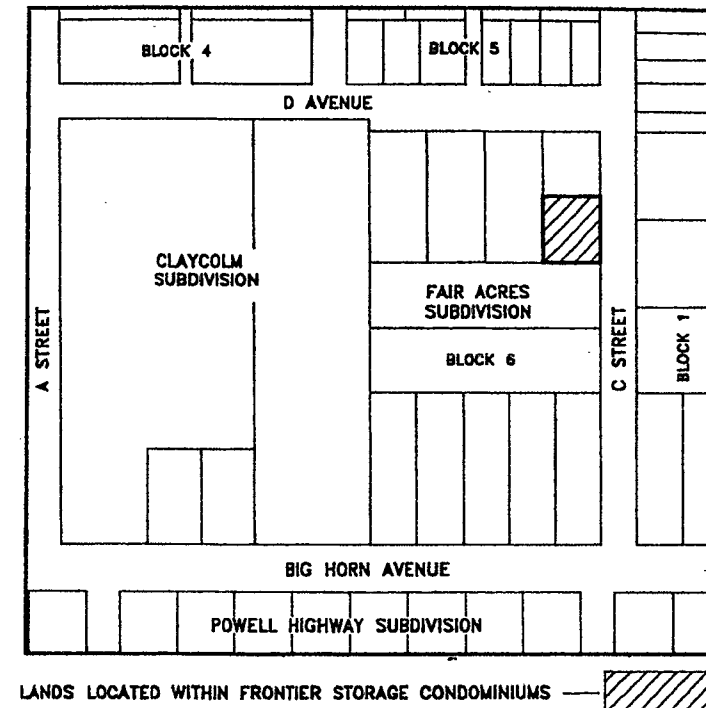 BLOCK 4
BLOCK 5
D AVENUE
CLAYCOLM
SUBDIVISION
FAIR ACRES
SUBDIVISION
A STREET
C STREET
BLOCK 1
BLOCK 6
BIG HORN AVENUE
POWELL HIGHWAY SUBDIVISION
LANDS LOCATED WITHIN FRONTIER STORAGE CONDOMINIUMS